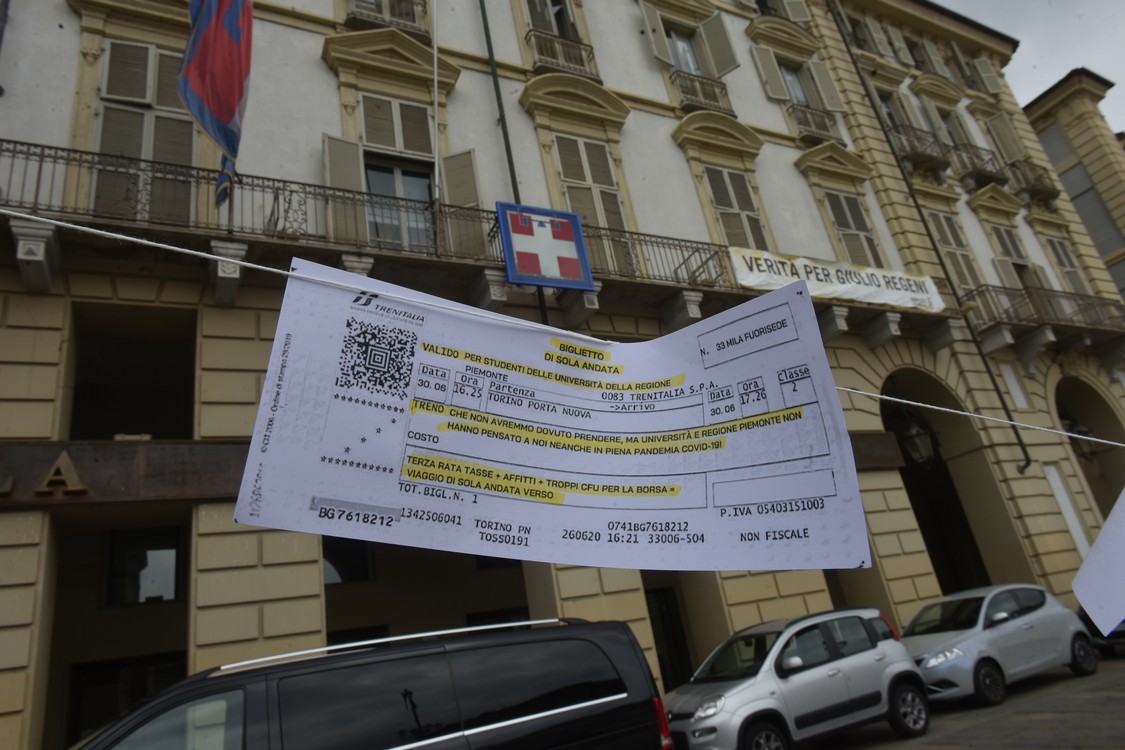 VERITÀ PER GIULIO REGENI
TRENITALIA
BIGLIETTO
DI SOLA ANDATA
N. 33 MILA FUORISEDE
VALIDO PER STUDENTI DELLE UNIVERSITÀ DELLA REGIONE
PIEMONTE
0083 TRENITALIA S.P.A.
Data Ora Partenza ->Arrivo Data Ora classe
30.06 16.25 TORINO PORTA NUOVA 30.06 17.26 2
TRENO CHE NON AVREMMO DOVUTO PRENDERE, MA UNIVERSITÀ E REGIONE PIEMONTE NON
HANNO PENSATO A NOI NEANCHE IN PIENA PANDEMIA COVID-19!
COSTO
TERZA RATA TASSE + AFFITTI + TROPPI CFU PER LA BORSA =
VIAGGIO DI SOLA ANDATA VERSO
TOT.BIGL.N. 1
P.IVA 05403151003
BG7618212
1342506041 TORINO PN 0741BG7618212
TOSS0191 260620 16:21 33006-504 NON FISCALE
L A